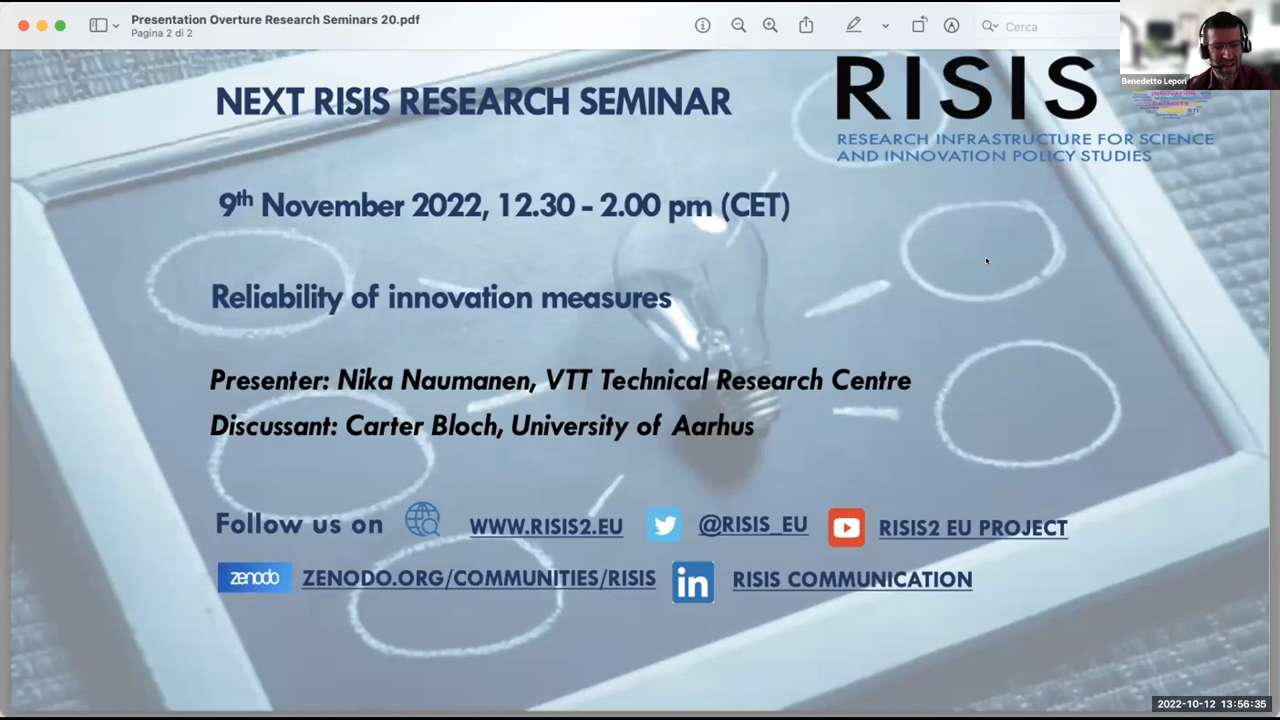 Presentation Overture Research Seminars 20.pdf
Pagina 2 di 2
Cerca
Benedetto Lepori
NEXT RISIS RESEARCH SEMINAR
RISIS
RESEARCH INFRASTRUCTURE FOR SCIENCE
AND INNOVATION POLICY STUDIES
9th November 2022, 12.30 - 2.00 pm (CET)
Reliability of innovation measures
Presenter: Nika Naumanen, VTT Technical Research Centre
Discussant: Carter Bloch, University of Aarhus
Follow us on WWW.RISIS2.EU @RISIS_EU RISIS2 EU PROJECT
zenodo ZENODO.ORG/COMMUNITIES/RISIS in RISIS COMMUNICATION
2022-10-12 13:56:35